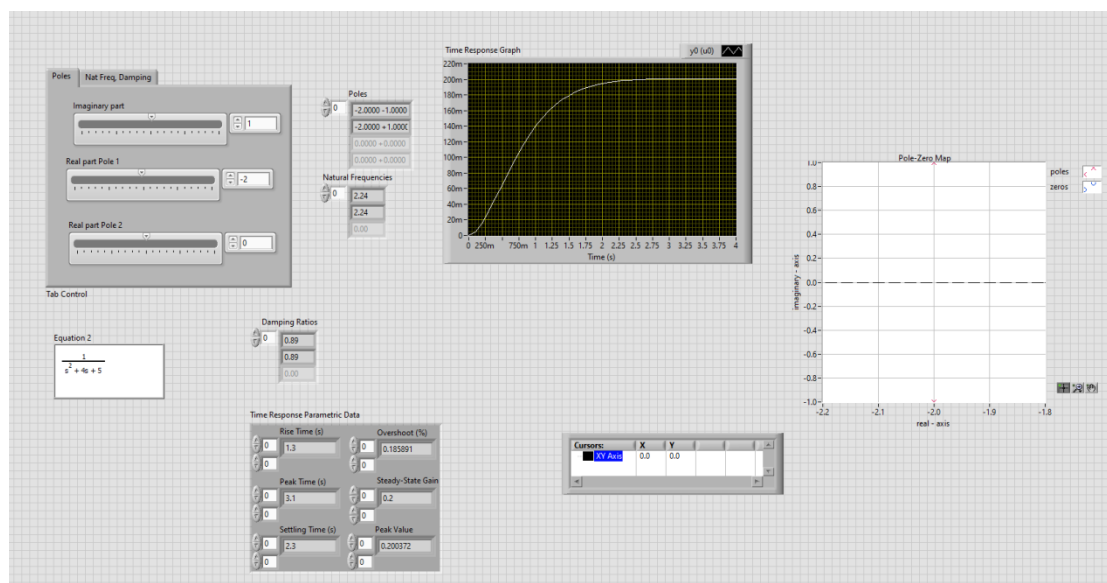 Poles
Nat Freq, Damping
Imaginary part
1
Real part Pole 1
-2
Real part Pole 2
0
Tab Control
Poles
0
-2.0000 -1.0000
-2.0000 +1.0000
0.0000 +0.0000
0.0000 +0.0000
Natural Frequencies
0
2.24
2.24
0.00
Time Response Graph
y0 (u0)
220m
200m
180m
160m
140m
120m
100m
80m
60m
40m
20m
0
0 250m 750m 1 1.25 1.5 1.75 2 2.25 2.5 2.75 3 3.25 3.5 3.75 4
Time (s)
Pole-Zero Map
poles
zeros
1.0
0.8
0.6
0.4
0.2
0.0
-0.2
-0.4
-0.6
-0.8
-1.0
imaginary - axis
-2.2 -2.1 -2.0 -1.9 -1.8
real - axis
Equation 2
1
s^2 + 4s + 5
Damping Ratios
0
0.89
0.89
0.00
Time Response Parametric Data
Rise Time (s)
0
1.3
0
Overshoot (%)
0
0.185891
0
Peak Time (s)
0
3.1
0
Steady-State Gain
0
0.2
0
Settling Time (s)
0
2.3
0
Peak Value
0
0.200372
0
Cursors: X Y
XY Axis 0.0 0.0